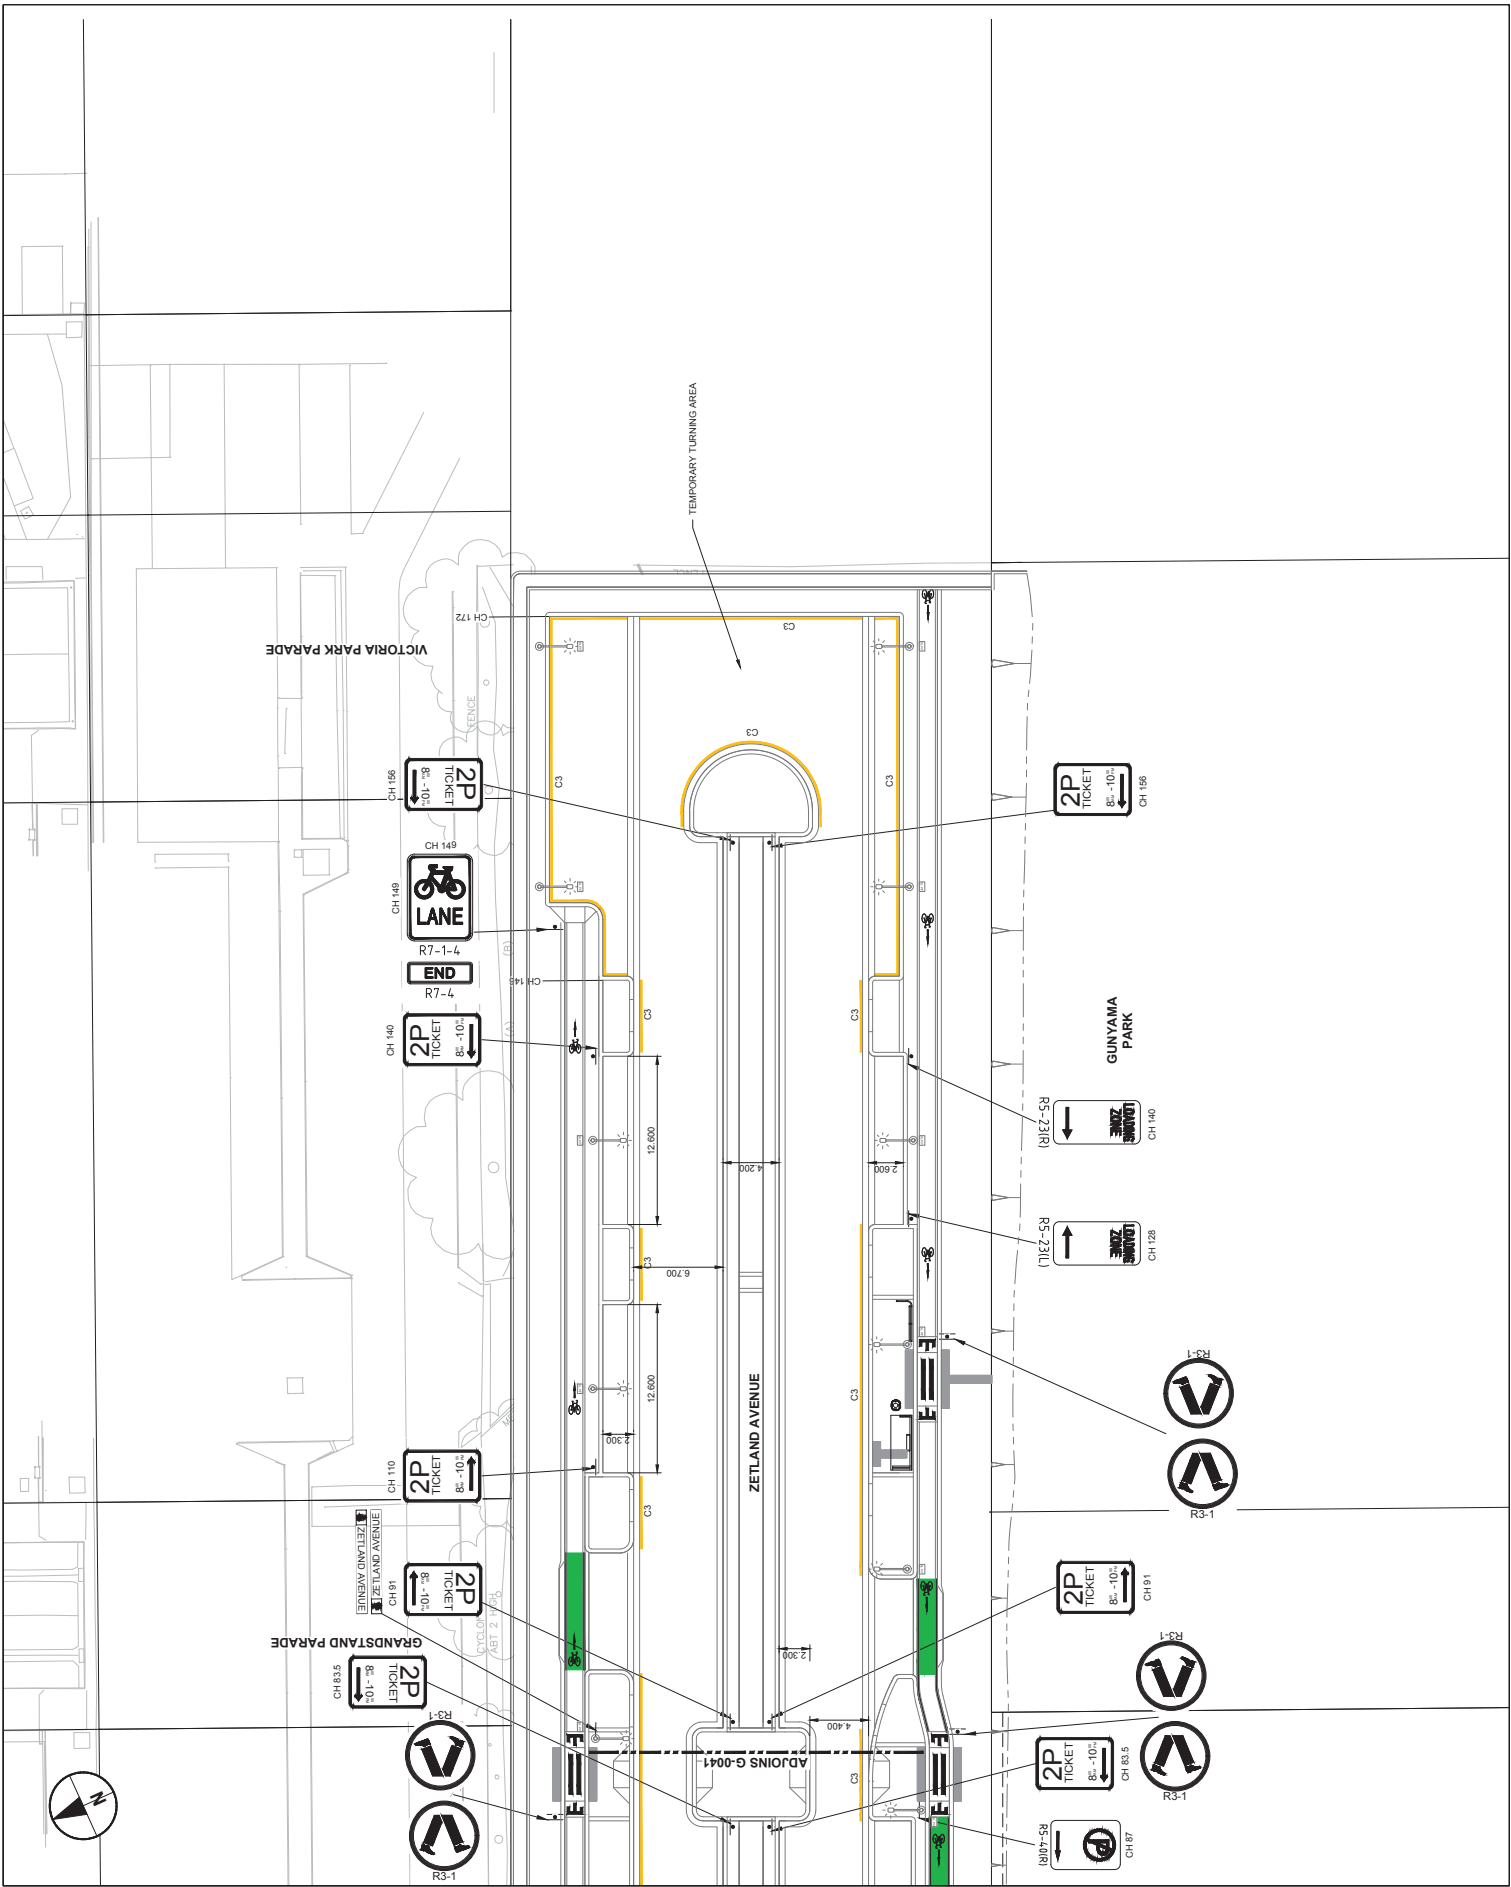 TEMPORARY TURNING AREA
FENCE
CH 172
C3
VICTORIA PARK PARADE
FENCE
C3
C3
C3
CH 156
2P
TICKET
8AM -10PM
2P
TICKET
8AM -10PM
CH 156
CH 149
CH 149
LANE
R7-1-4
END
R7-4
CH 145
C3
C3
CH 140
2P
TICKET
8AM -10PM
GUNYAMA
PARK
12.600
4.200
2.600
LOADING
ZONE
R5-23(R)
CH 140
LOADING
ZONE
R5-23(L)
CH 128
C3
6.700
12.600
2.300
ZETLAND AVENUE
C3
R3-1
R3-1
CH 110
2P
TICKET
8AM -10PM
C3
ZETLAND AVENUE
ZETLAND AVENUE
CH 91
2P
TICKET
8AM -10PM
2P
TICKET
8AM -10PM
CH 91
ABT 2 HIGH
GRANDSTAND PARADE
2.300
CH 83.5
2P
TICKET
8AM -10PM
R3-1
R3-1
4.400
ADJOINS G-0041
C3
R3-1
R3-1
2P
TICKET
8AM -10PM
CH 83.5
P
R5-40(R)
CH 87
N